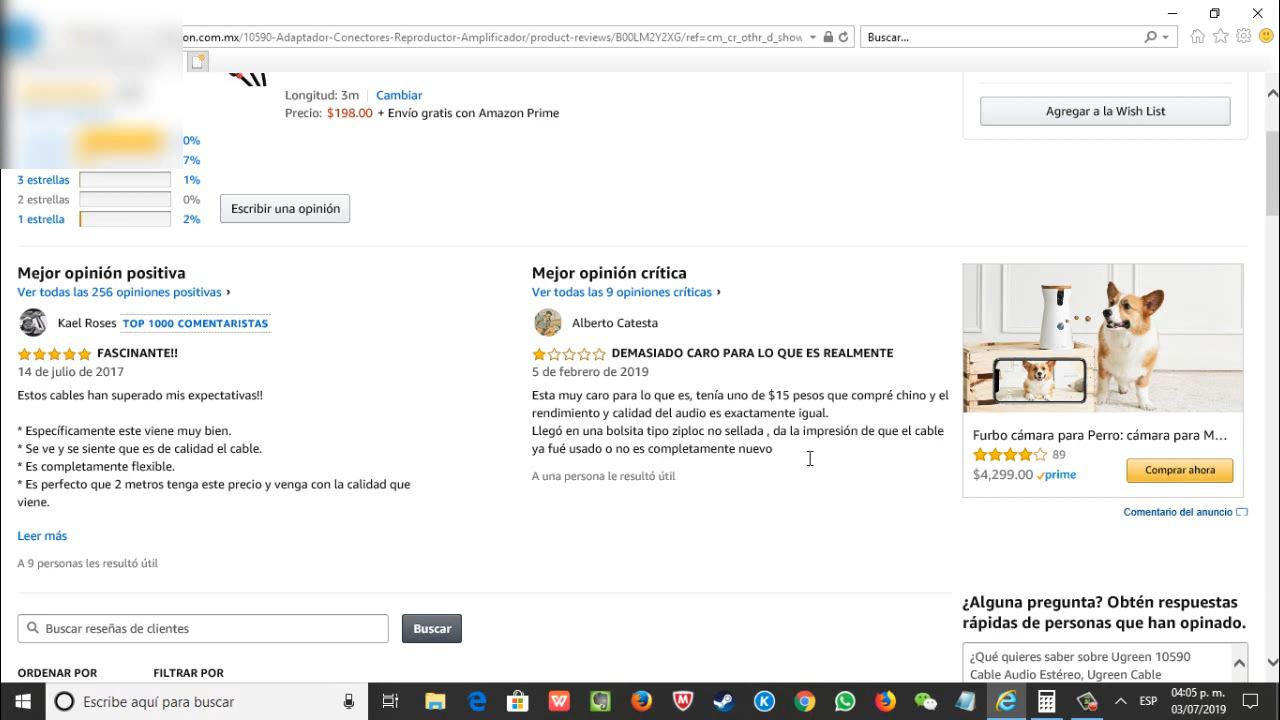 on.com.mx/10590-Adaptador-Conectores-Reproductor-Amplificador/product-reviews/B00LM2Y2XG/ref=cm_cr_othr_d_show
Buscar...
Longitud: 3m | Cambiar
Precio: $198.00 + Envío gratis con Amazon Prime
Agregar a la Wish List
0%
7%
3 estrellas 1%
2 estrellas 0%
1 estrella 2%
Escribir una opinión
Mejor opinión positiva
Ver todas las 256 opiniones positivas ›
Kael Roses TOP 1000 COMENTARISTAS
FASCINANTE!!
14 de julio de 2017
Estos cables han superado mis expectativas!!
* Específicamente este viene muy bien.
* Se ve y se siente que es de calidad el cable.
* Es completamente flexible.
* Es perfecto que 2 metros tenga este precio y venga con la calidad que
viene.
Leer más
A 9 personas les resultó útil
Mejor opinión crítica
Ver todas las 9 opiniones críticas ›
Alberto Catesta
DEMASIADO CARO PARA LO QUE ES REALMENTE
5 de febrero de 2019
Esta muy caro para lo que es, tenía uno de $15 pesos que compré chino y el
rendimiento y calidad del audio es exactamente igual.
Llegó en una bolsita tipo ziploc no sellada , da la impresión de que el cable
ya fué usado o no es completamente nuevo
A una persona le resultó útil
Furbo cámara para Perro: cámara para M...
89
$4,299.00 prime
Comprar ahora
Comentario del anuncio
Buscar reseñas de clientes
Buscar
ORDENAR POR
FILTRAR POR
¿Alguna pregunta? Obtén respuestas
rápidas de personas que han opinado.
¿Qué quieres saber sobre Ugreen 10590
Cable Audio Estéreo, Ugreen Cable
Escribe aquí para buscar
ESP
04:05 p. m.
03/07/2019